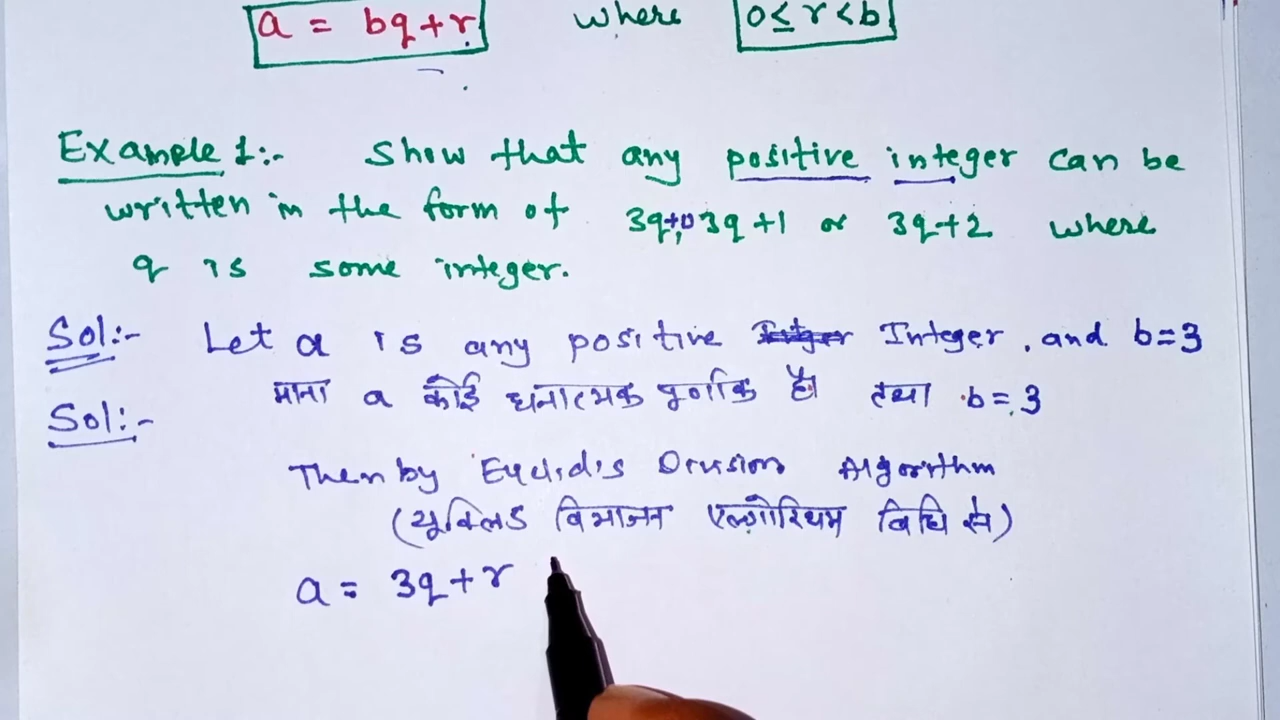 a = bq+r where 0≤r<b
Example 1:- Show that any positive integer can be
written in the form of 3q+0, 3q+1 or 3q+2 where
q is some integer.
Sol:- Let a is any positive Integer, and b=3
माना a कोई धनात्मक पूर्णांक है। तथा b=3
Sol:-
Then by Euclid's Division Algorithm
(यूक्लिड विभाजन एल्गोरिथम विधि से)
a = 3q+r